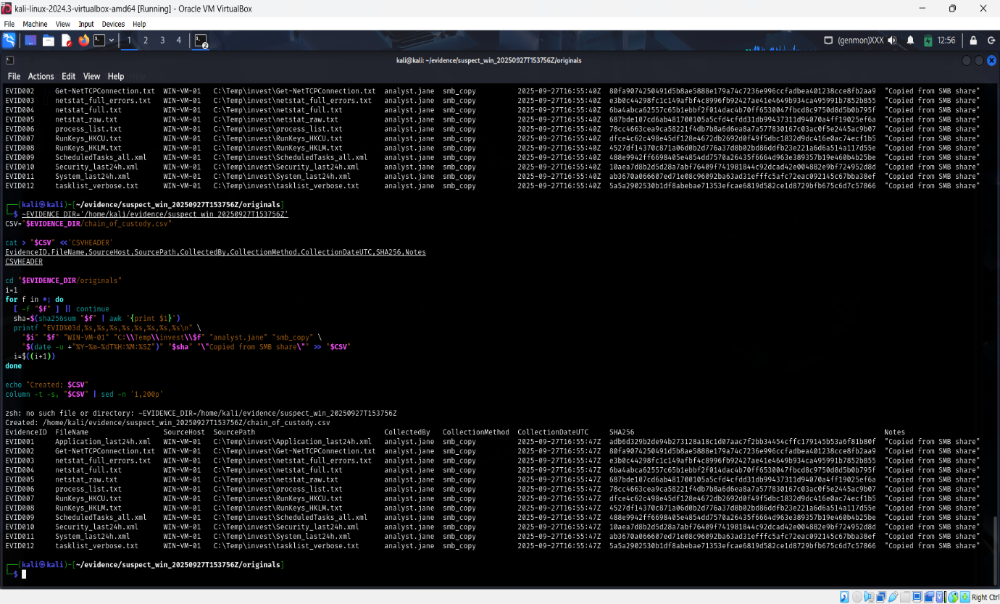 kali-linux-2024.3-virtualbox-amd64 [Running] - Oracle VM VirtualBox
File Machine View Input Devices Help
1 2 3 4 2 (genmon)XXX 12:56
kali@kali: ~/evidence/suspect_win_20250927T153756Z/originals
File Actions Edit View Help
EVID002 Get-NetTCPConnection.txt WIN-VM-01 C:\Temp\invest\Get-NetTCPConnection.txt analyst.jane smb_copy 2025-09-27T16:55:40Z 80fa9074250491d5b8ae5888e179a74c7236e996ccfadbea401238cce8fb2aa9 "Copied from SMB share"
EVID003 netstat_full_errors.txt WIN-VM-01 C:\Temp\invest\netstat_full_errors.txt analyst.jane smb_copy 2025-09-27T16:55:40Z e3b0c44298fc1c149afbf4c8996fb92427ae41e4649b934ca495991b7852b855 "Copied from SMB share"
EVID004 netstat_full.txt WIN-VM-01 C:\Temp\invest\netstat_full.txt analyst.jane smb_copy 2025-09-27T16:55:40Z 6ba4abca62557c65b1ebbf2f014dac4b70ff6530047fbcd8c9750d8d5b0b795f "Copied from SMB share"
EVID005 netstat_raw.txt WIN-VM-01 C:\Temp\invest\netstat_raw.txt analyst.jane smb_copy 2025-09-27T16:55:40Z 687bde107cd6ab481700105a5cfd4cfdd31db99437311d94070a4ff19025ef6a "Copied from SMB share"
EVID006 process_list.txt WIN-VM-01 C:\Temp\invest\process_list.txt analyst.jane smb_copy 2025-09-27T16:55:40Z 78cc4663cea9ca58221f4db7b8a6d6ea8a7a577830167c03ac0f5e2445ac9b07 "Copied from SMB share"
EVID007 RunKeys_HKCU.txt WIN-VM-01 C:\Temp\invest\RunKeys_HKCU.txt analyst.jane smb_copy 2025-09-27T16:55:40Z dfce4c62c498e45df128e4672db2692d0f49f5dbc1832d9dc416e0ac74ecf1b5 "Copied from SMB share"
EVID008 RunKeys_HKLM.txt WIN-VM-01 C:\Temp\invest\RunKeys_HKLM.txt analyst.jane smb_copy 2025-09-27T16:55:40Z 4527df14370c871a06d0b2d776a37d8b02bd86ddfb23e221a6d6a514a117d55e "Copied from SMB share"
EVID009 ScheduledTasks_all.xml WIN-VM-01 C:\Temp\invest\ScheduledTasks_all.xml analyst.jane smb_copy 2025-09-27T16:55:40Z 488e9942ff6698405e4854dd7570a26435f6664d963e389357b19e460b4b25be "Copied from SMB share"
EVID010 Security_last24h.xml WIN-VM-01 C:\Temp\invest\Security_last24h.xml analyst.jane smb_copy 2025-09-27T16:55:40Z 10aea7d8b2d5d28a7abf76409f741981844c92dcad42e004882e9bf724952d8d "Copied from SMB share"
EVID011 System_last24h.xml WIN-VM-01 C:\Temp\invest\System_last24h.xml analyst.jane smb_copy 2025-09-27T16:55:40Z ab3670a066607ed71e08c96092ba63ad31efffc5afc72eac092145c67bba38ef "Copied from SMB share"
EVID012 tasklist_verbose.txt WIN-VM-01 C:\Temp\invest\tasklist_verbose.txt analyst.jane smb_copy 2025-09-27T16:55:40Z 5a5a2902530b1df8abebae71353efcae6819d582ce1d8729bfb675c6d7c57866 "Copied from SMB share"
┌──(kali㉿kali)-[~/evidence/suspect_win_20250927T153756Z/originals]
└─$ ~EVIDENCE_DIR='/home/kali/evidence/suspect_win_20250927T153756Z'
CSV="$EVIDENCE_DIR/chain_of_custody.csv"
cat > "$CSV" <<'CSVHEADER'
EvidenceID,FileName,SourceHost,SourcePath,CollectedBy,CollectionMethod,CollectionDateUTC,SHA256,Notes
CSVHEADER
cd "$EVIDENCE_DIR/originals"
i=1
for f in *; do
[ -f "$f" ] || continue
sha=$(sha256sum "$f" | awk '{print $1}')
printf "EVID%03d,%s,%s,%s,%s,%s,%s,%s,%s\n" \
"$i" "$f" "WIN-VM-01" "C:\\Temp\\invest\\$f" "analyst.jane" "smb_copy" \
"$(date -u +"%Y-%m-%dT%H:%M:%SZ")" "$sha" "\"Copied from SMB share\"" >> "$CSV"
i=$((i+1))
done
echo "Created: $CSV"
column -t -s, "$CSV" | sed -n '1,200p'
zsh: no such file or directory: ~EVIDENCE_DIR=/home/kali/evidence/suspect_win_20250927T153756Z
Created: /home/kali/evidence/suspect_win_20250927T153756Z/chain_of_custody.csv
EvidenceID FileName SourceHost SourcePath CollectedBy CollectionMethod CollectionDateUTC SHA256 Notes
EVID001 Application_last24h.xml WIN-VM-01 C:\Temp\invest\Application_last24h.xml analyst.jane smb_copy 2025-09-27T16:55:47Z adb6d329b2de94b273128a18c1d07aac7f2bb34454cffc179145b53a6f81b80f "Copied from SMB share"
EVID002 Get-NetTCPConnection.txt WIN-VM-01 C:\Temp\invest\Get-NetTCPConnection.txt analyst.jane smb_copy 2025-09-27T16:55:47Z 80fa9074250491d5b8ae5888e179a74c7236e996ccfadbea401238cce8fb2aa9 "Copied from SMB share"
EVID003 netstat_full_errors.txt WIN-VM-01 C:\Temp\invest\netstat_full_errors.txt analyst.jane smb_copy 2025-09-27T16:55:47Z e3b0c44298fc1c149afbf4c8996fb92427ae41e4649b934ca495991b7852b855 "Copied from SMB share"
EVID004 netstat_full.txt WIN-VM-01 C:\Temp\invest\netstat_full.txt analyst.jane smb_copy 2025-09-27T16:55:47Z 6ba4abca62557c65b1ebbf2f014dac4b70ff6530047fbcd8c9750d8d5b0b795f "Copied from SMB share"
EVID005 netstat_raw.txt WIN-VM-01 C:\Temp\invest\netstat_raw.txt analyst.jane smb_copy 2025-09-27T16:55:47Z 687bde107cd6ab481700105a5cfd4cfdd31db99437311d94070a4ff19025ef6a "Copied from SMB share"
EVID006 process_list.txt WIN-VM-01 C:\Temp\invest\process_list.txt analyst.jane smb_copy 2025-09-27T16:55:47Z 78cc4663cea9ca58221f4db7b8a6d6ea8a7a577830167c03ac0f5e2445ac9b07 "Copied from SMB share"
EVID007 RunKeys_HKCU.txt WIN-VM-01 C:\Temp\invest\RunKeys_HKCU.txt analyst.jane smb_copy 2025-09-27T16:55:47Z dfce4c62c498e45df128e4672db2692d0f49f5dbc1832d9dc416e0ac74ecf1b5 "Copied from SMB share"
EVID008 RunKeys_HKLM.txt WIN-VM-01 C:\Temp\invest\RunKeys_HKLM.txt analyst.jane smb_copy 2025-09-27T16:55:47Z 4527df14370c871a06d0b2d776a37d8b02bd86ddfb23e221a6d6a514a117d55e "Copied from SMB share"
EVID009 ScheduledTasks_all.xml WIN-VM-01 C:\Temp\invest\ScheduledTasks_all.xml analyst.jane smb_copy 2025-09-27T16:55:47Z 488e9942ff6698405e4854dd7570a26435f6664d963e389357b19e460b4b25be "Copied from SMB share"
EVID010 Security_last24h.xml WIN-VM-01 C:\Temp\invest\Security_last24h.xml analyst.jane smb_copy 2025-09-27T16:55:47Z 10aea7d8b2d5d28a7abf76409f741981844c92dcad42e004882e9bf724952d8d "Copied from SMB share"
EVID011 System_last24h.xml WIN-VM-01 C:\Temp\invest\System_last24h.xml analyst.jane smb_copy 2025-09-27T16:55:47Z ab3670a066607ed71e08c96092ba63ad31efffc5afc72eac092145c67bba38ef "Copied from SMB share"
EVID012 tasklist_verbose.txt WIN-VM-01 C:\Temp\invest\tasklist_verbose.txt analyst.jane smb_copy 2025-09-27T16:55:47Z 5a5a2902530b1df8abebae71353efcae6819d582ce1d8729bfb675c6d7c57866 "Copied from SMB share"
┌──(kali㉿kali)-[~/evidence/suspect_win_20250927T153756Z/originals]
└─$
Right Ctrl